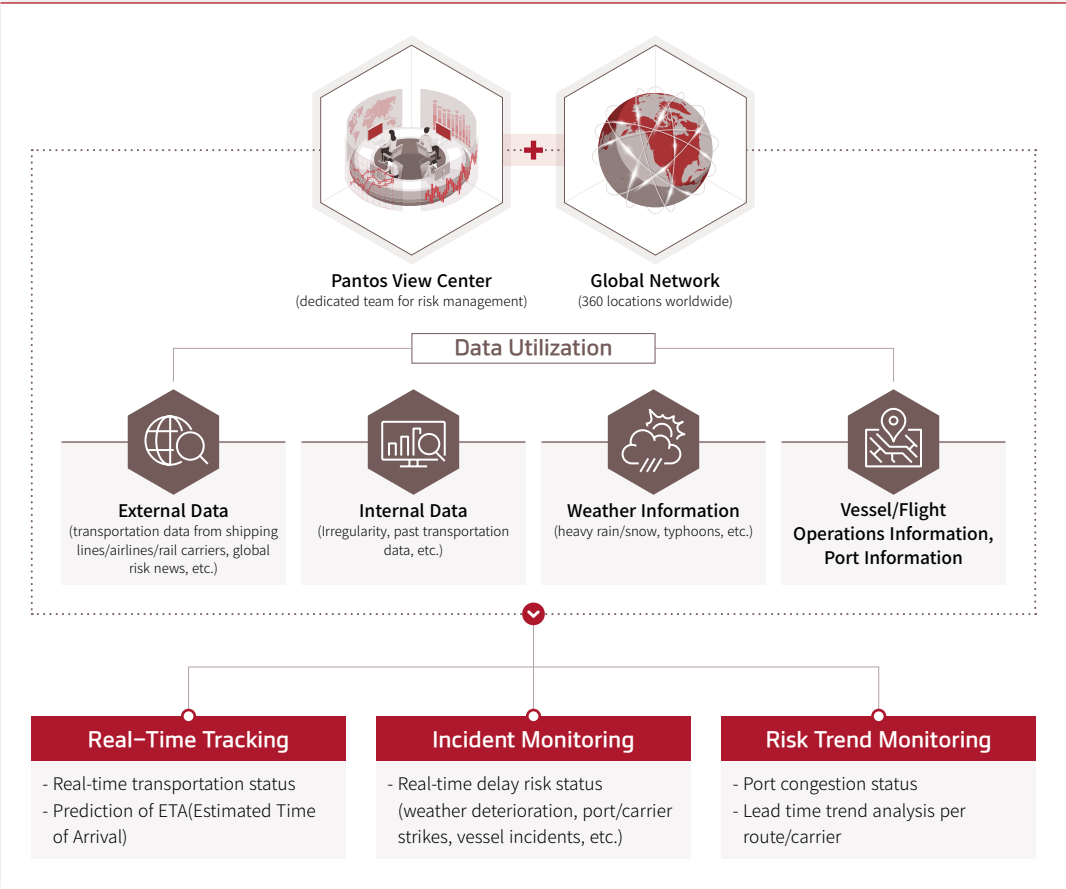 Pantos View Center
(dedicated team for risk management)
Global Network
(360 locations worldwide)
Data Utilization
External Data
(transportation data from shipping
lines/airlines/rail carriers, global
risk news, etc.)
Internal Data
(Irregularity, past transportation
data, etc.)
Weather Information
(heavy rain/snow, typhoons, etc.)
Vessel/Flight
Operations Information,
Port Information
Real-Time Tracking
- Real-time transportation status
- Prediction of ETA(Estimated Time
of Arrival)
Incident Monitoring
- Real-time delay risk status
(weather deterioration, port/carrier
strikes, vessel incidents, etc.)
Risk Trend Monitoring
- Port congestion status
- Lead time trend analysis per
route/carrier